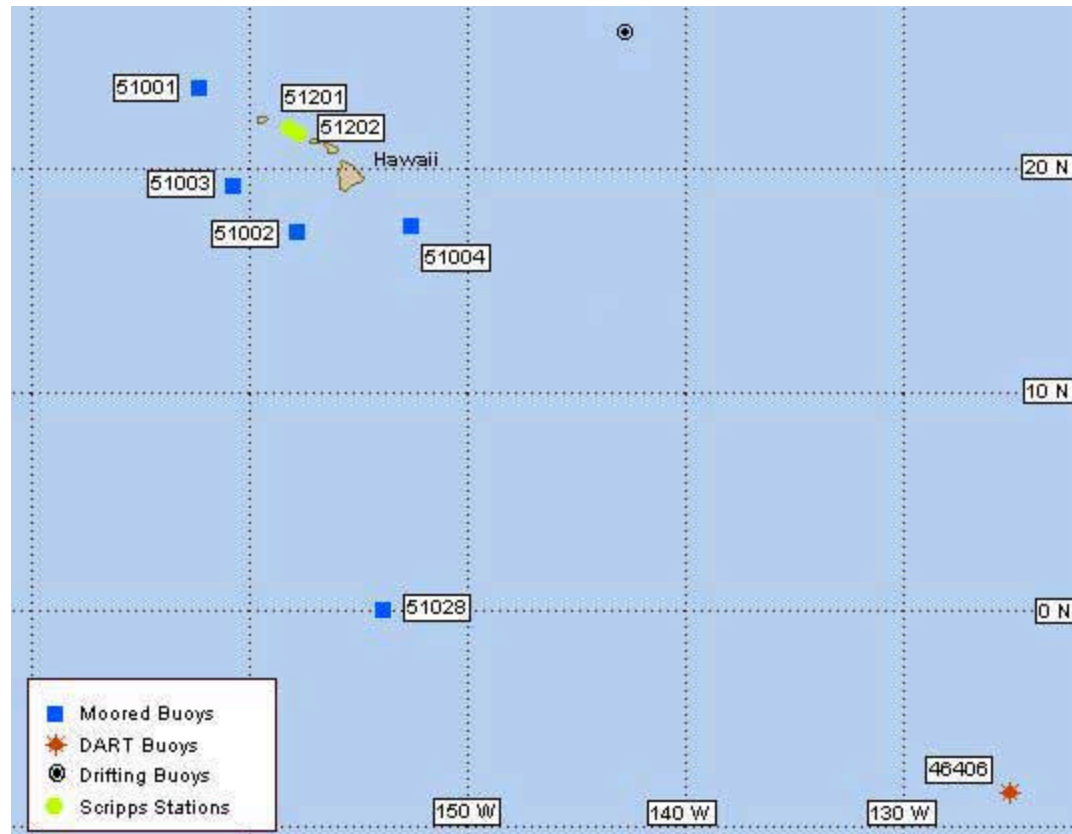 51001
51201
51202
Hawaii
20 N
51003
51002
51004
10 N
51028
0 N
Moored Buoys
DART Buoys
Drifting Buoys
Scripps Stations
46406
150 W
140 W
130 W